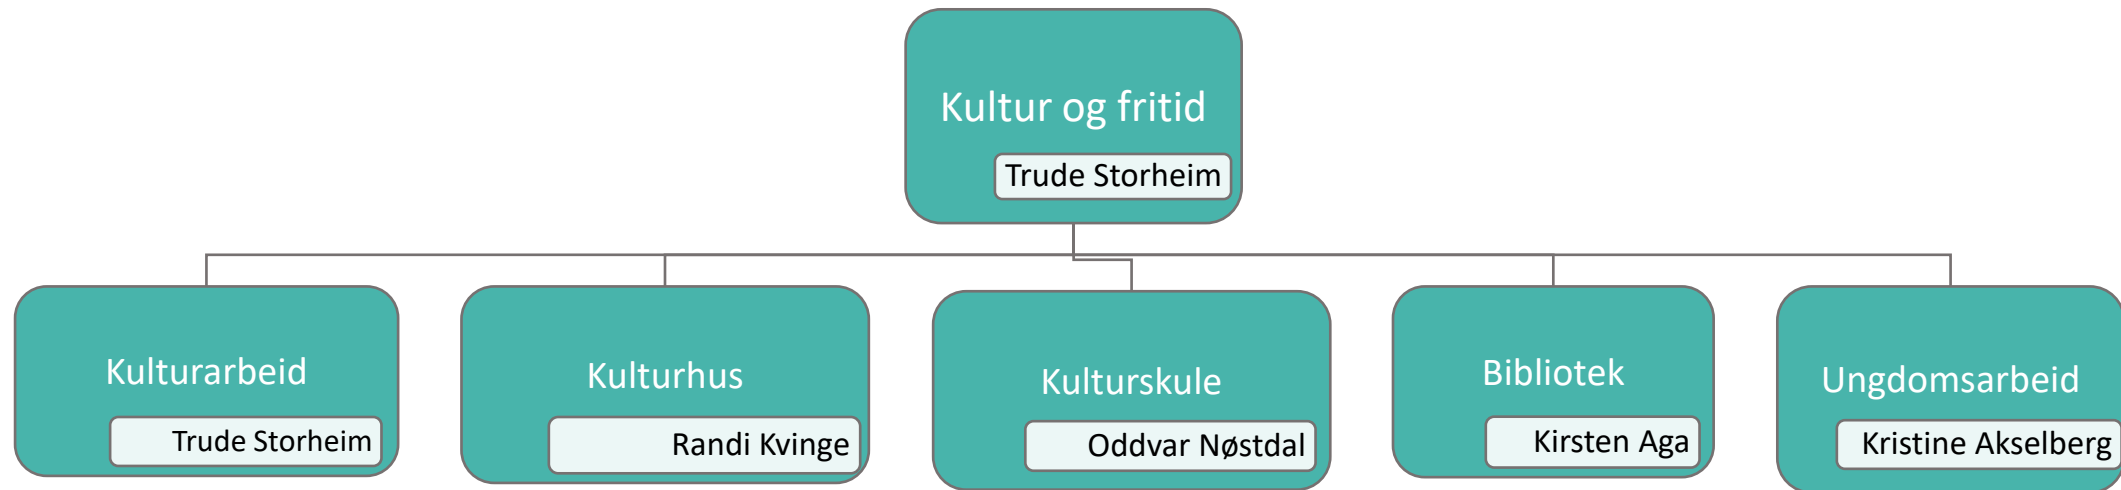 Kultur og fritid
Trude Storheim
Kulturarbeid
Trude Storheim
Kulturhus
Randi Kvinge
Kulturskule
Oddvar Nøstdal
Bibliotek
Kirsten Aga
Ungdomsarbeid
Kristine Akselberg